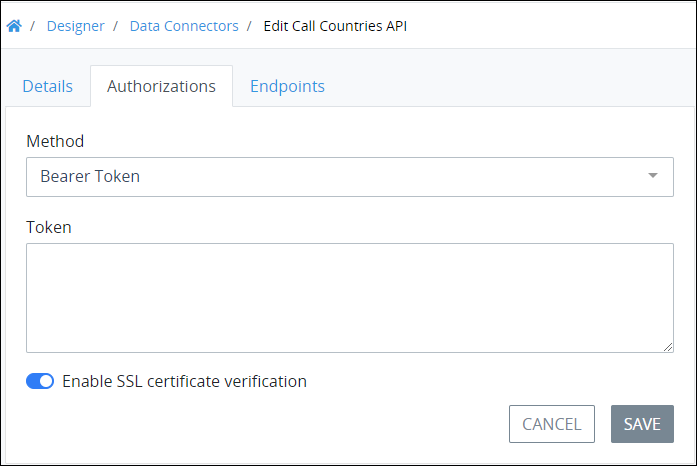 / Designer / Data Connectors / Edit Call Countries API
Details Authorizations Endpoints
Method
Bearer Token
Token
Enable SSL certificate verification
CANCEL SAVE